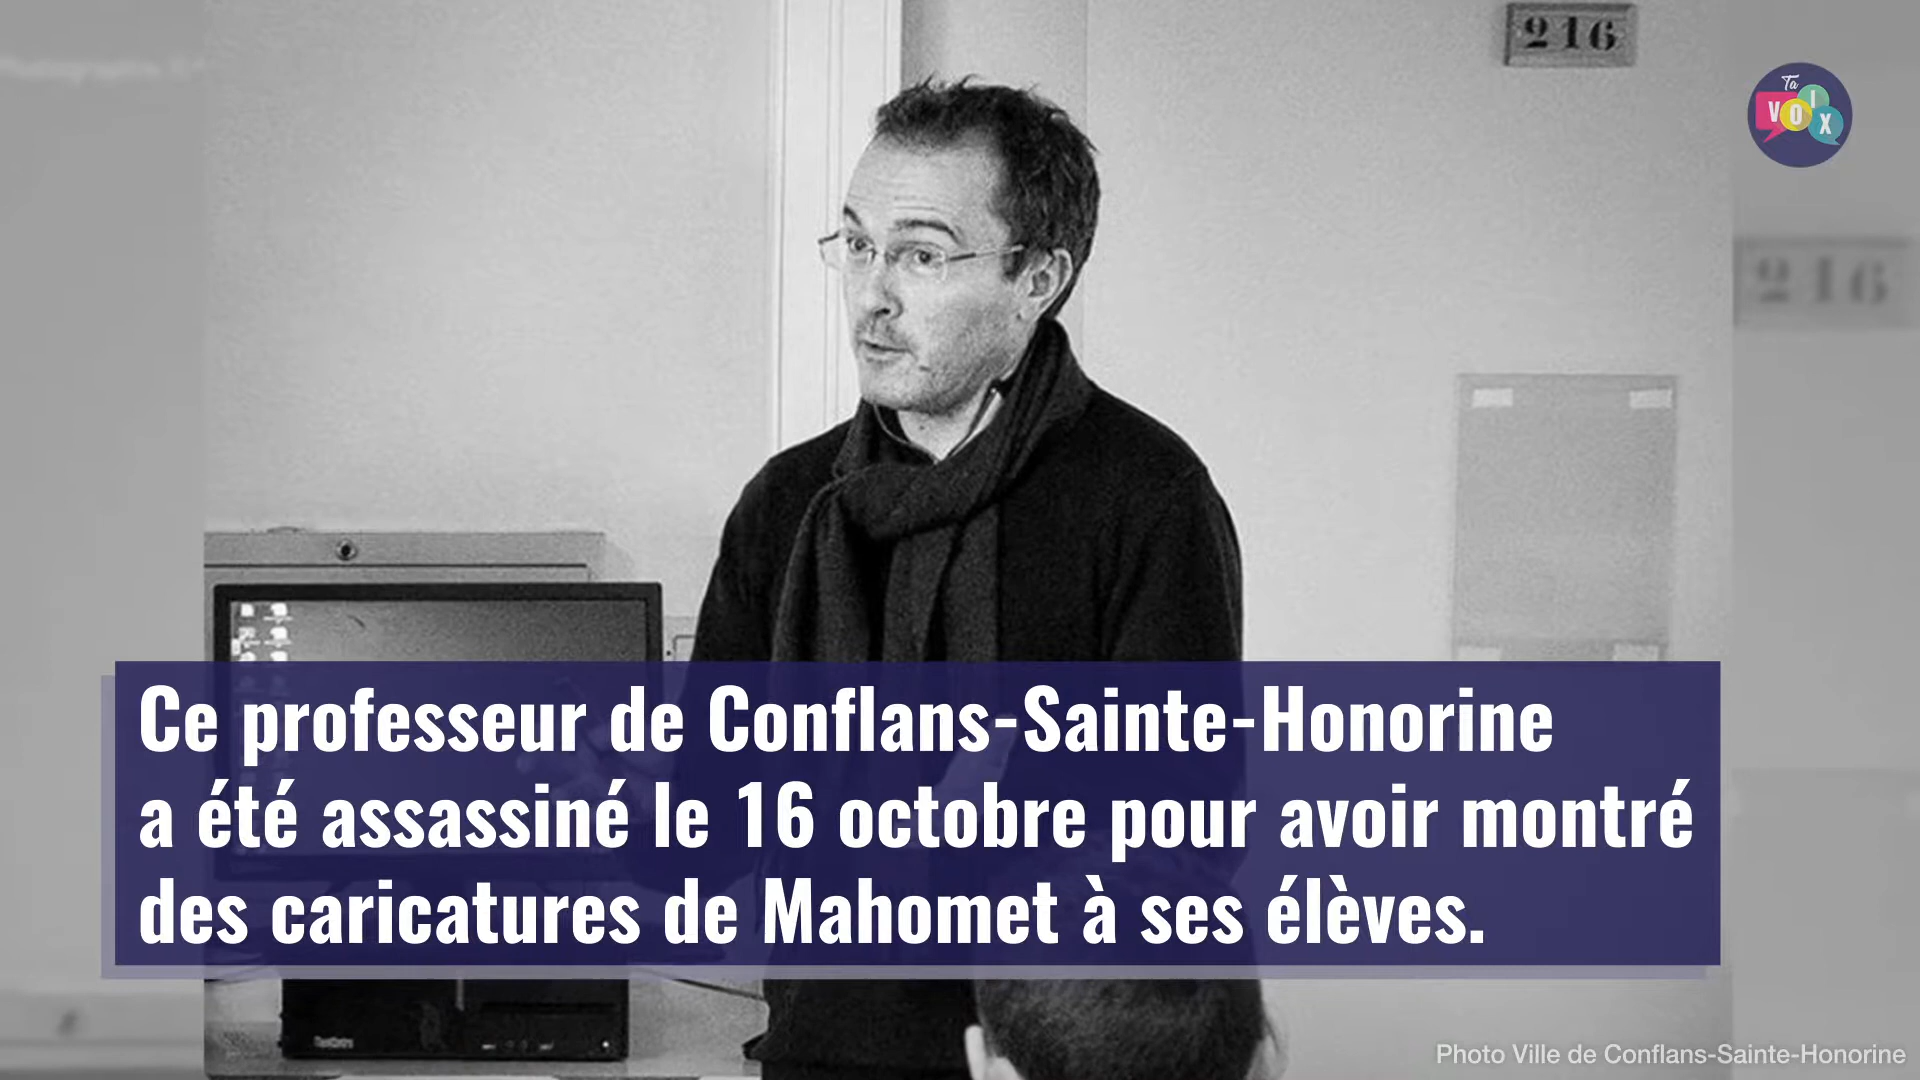 216
Ta
VOIX
216
Ce professeur de Conflans-Sainte-Honorine
a été assassiné le 16 octobre pour avoir montré
des caricatures de Mahomet à ses élèves.
Photo Ville de Conflans-Sainte-Honorine